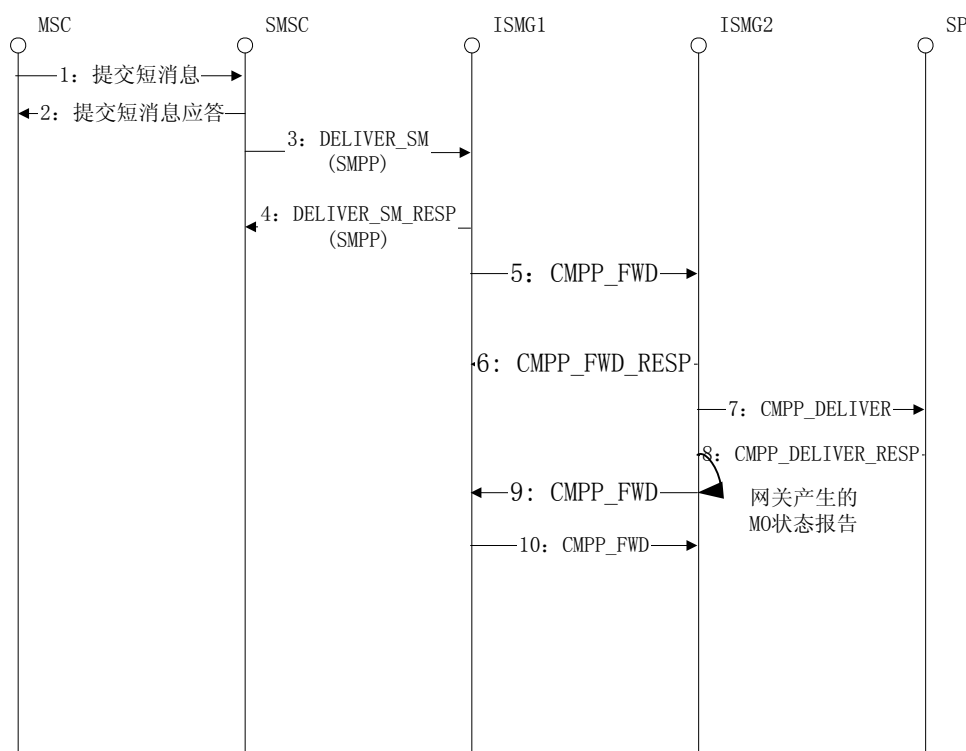 MSC
SMSC
ISMG1
ISMG2
SP
1：提交短消息
2：提交短消息应答
3：DELIVER_SM
(SMPP)
4：DELIVER_SM_RESP
(SMPP)
5：CMPP_FWD
6：CMPP_FWD_RESP
7：CMPP_DELIVER
8：CMPP_DELIVER_RESP
9：CMPP_FWD
网关产生的
MO状态报告
10：CMPP_FWD